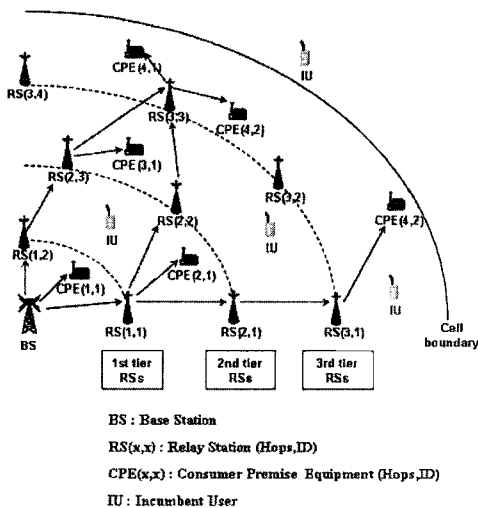 CPE(4,1)
IU
RS(3,4)
RS(3,3)
CPE(4,2)
CPE(3,1)
RS(2,3)
RS(3,2)
CPE(4,2)
RS(2,2)
IU
IU
RS(1,2)
CPE(2,1)
CPE(1,1)
IU
BS
RS(1,1)
RS(2,1)
RS(3,1)
Cell
boundary
1st tier
RSs
2nd tier
RSs
3rd tier
RSs
BS : Base Station
RS(x,x) : Relay Station (Hops,ID)
CPE(x,x) : Consumer Premise Equipment (Hops,ID)
IU : Incumbent User